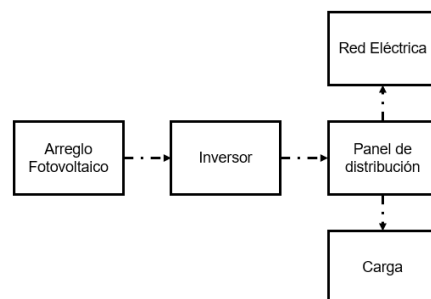 Red Eléctrica
Arreglo
Fotovoltaico
Inversor
Panel de
distribución
Carga